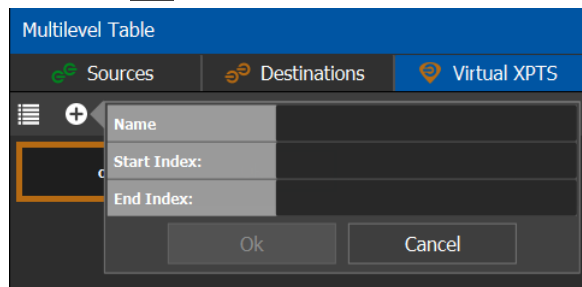 Multilevel Table
Sources Destinations Virtual XPTS
Name
Start Index:
End Index:
Ok Cancel